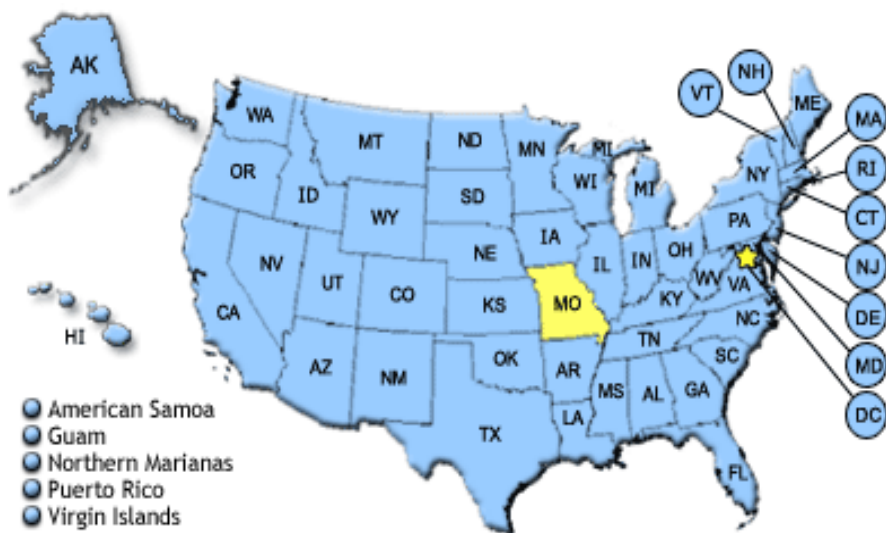 AK
NH
VT
ME
MA
WA
MT
ND
MN
MI
RI
OR
ID
SD
WI
MI
NY
CT
WY
PA
IA
NE
OH
NJ
NV
UT
IL
IN
WV
VA
CO
KS
MO
KY
DE
CA
NC
HI
TN
OK
SC
MD
AZ
NM
AR
MS
AL
GA
DC
American Samoa
LA
TX
Guam
Northern Marianas
FL
Puerto Rico
Virgin Islands